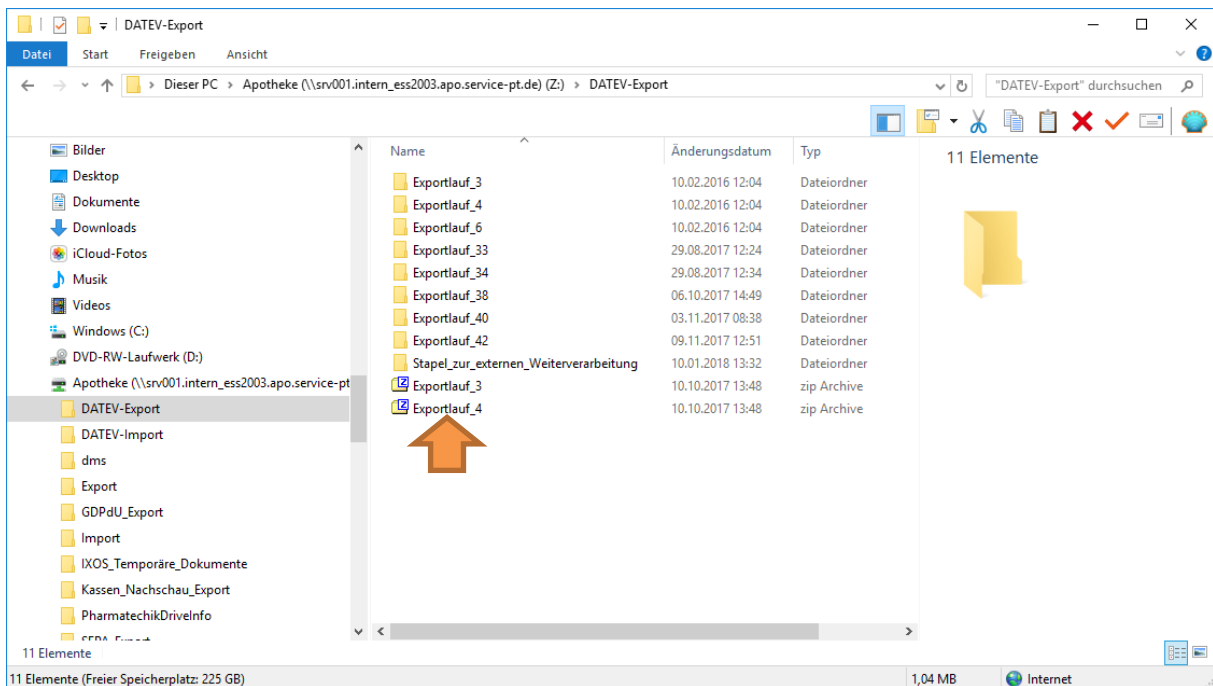 DATEV-Export
Datei Start Freigeben Ansicht
Dieser PC > Apotheke (\\srv001.intern_ess2003.apo.service-pt.de) (Z:) > DATEV-Export
"DATEV-Export" durchsuchen
Bilder
Desktop
Dokumente
Downloads
iCloud-Fotos
Musik
Videos
Windows (C:)
DVD-RW-Laufwerk (D:)
Apotheke (\\srv001.intern_ess2003.apo.service-pt
DATEV-Export
DATEV-Import
dms
Export
GDPdU_Export
Import
IXOS_Temporäre_Dokumente
Kassen_Nachschau_Export
PharmatechikDriveInfo
SEPA_Export
Name Änderungsdatum Typ
Exportlauf_3 10.02.2016 12:04 Dateiordner
Exportlauf_4 10.02.2016 12:04 Dateiordner
Exportlauf_6 10.02.2016 12:04 Dateiordner
Exportlauf_33 29.08.2017 12:24 Dateiordner
Exportlauf_34 29.08.2017 12:34 Dateiordner
Exportlauf_38 06.10.2017 14:49 Dateiordner
Exportlauf_40 03.11.2017 08:38 Dateiordner
Exportlauf_42 09.11.2017 12:51 Dateiordner
Stapel_zur_externen_Weiterverarbeitung 10.01.2018 13:32 Dateiordner
Exportlauf_3 10.10.2017 13:48 zip Archive
Exportlauf_4 10.10.2017 13:48 zip Archive
11 Elemente
11 Elemente
11 Elemente (Freier Speicherplatz: 225 GB) 1,04 MB Internet